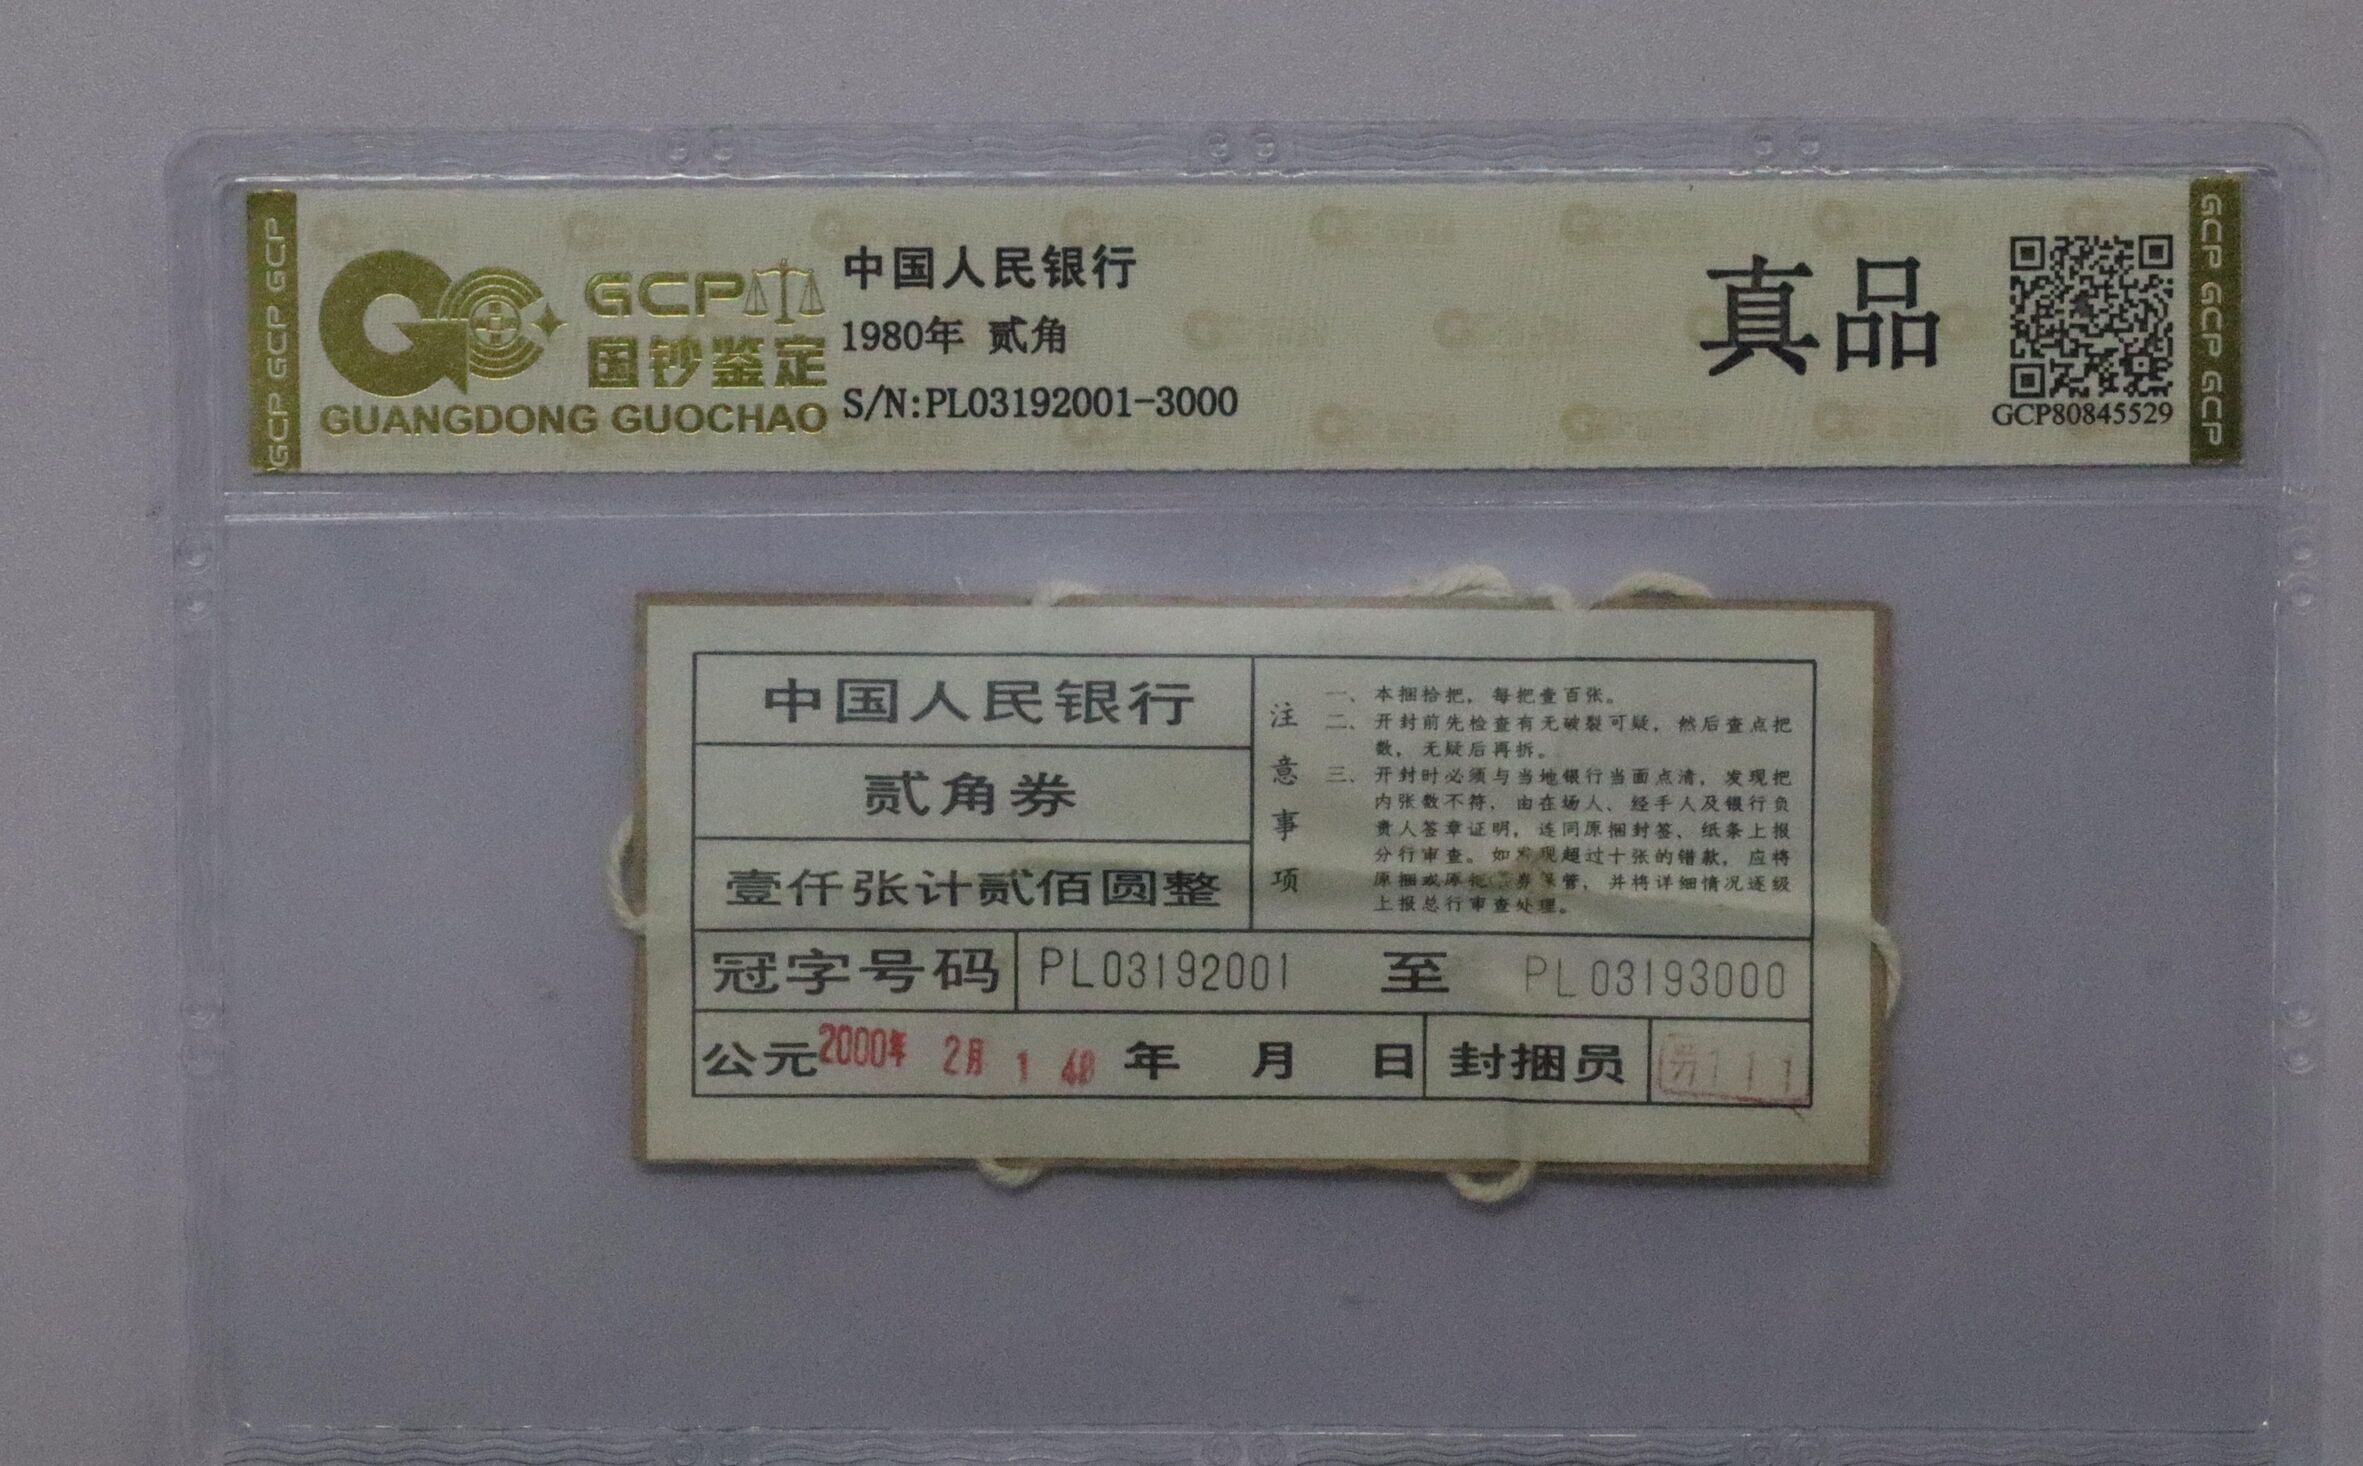 GCP GCP GCP
GCP
国钞鉴定
GUANGDONG GUOCHAO
中国人民银行
1980年 贰角
S/N:PL03192001-3000
真品
GCP80845529
GCP GCP GCP
中国人民银行
贰角券
壹仟张计贰佰圆整
注意事项
一、本捆拾把，每把壹百张。
二、开封前先检查有无破裂可疑，然后查点把
数，无疑后再拆。
三、开封时必须与当地银行当面点清，发现把
内张数不符，由在场人、经手人及银行负
责人签章证明，连同原捆封签、纸条上报
分行审查。如发现超过十张的错款，应将
原捆或原把票券保管，并将详细情况逐级
上报总行审查处理。
冠字号码 PL03192001 至 PL03193000
公元 2000年 2月 1 4日 年 月 日 封捆员 111